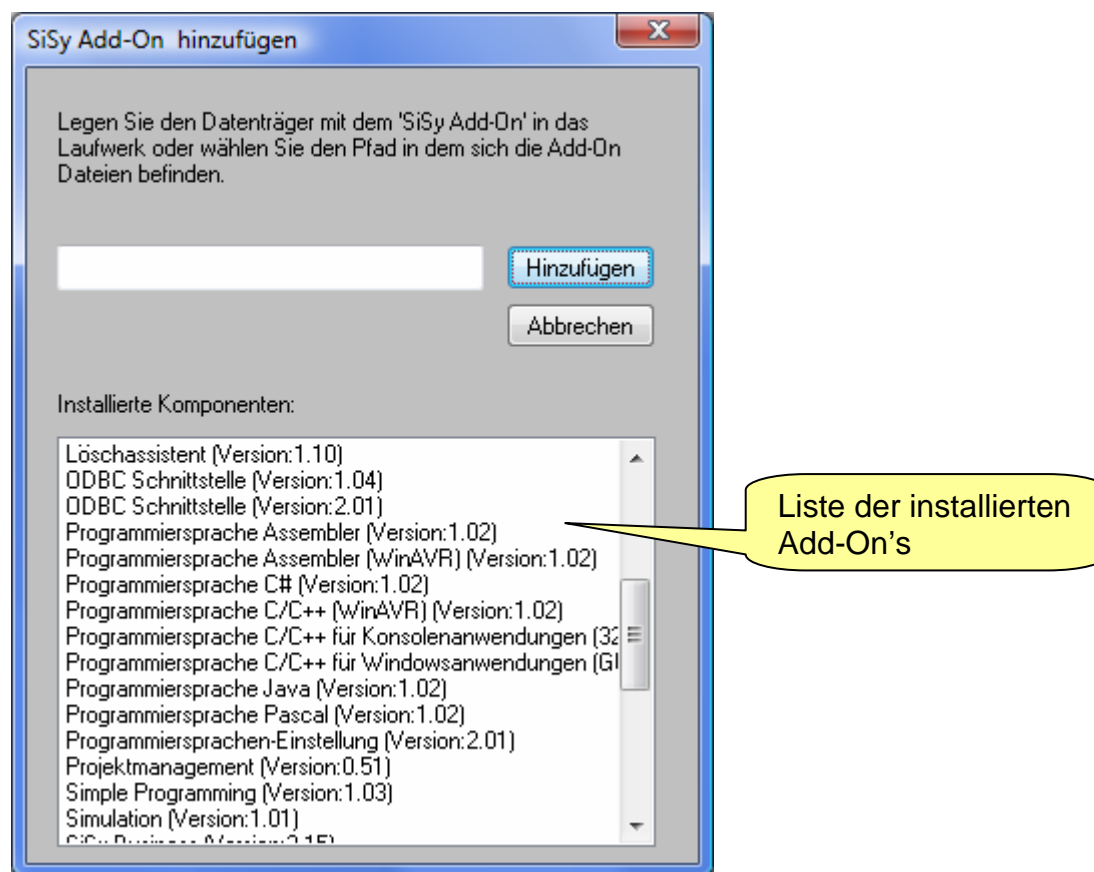 SiSy Add-On hinzufügen
Legen Sie den Datenträger mit dem 'SiSy Add-On' in das
Laufwerk oder wählen Sie den Pfad in dem sich die Add-On
Dateien befinden.
Hinzufügen
Abbrechen
Installierte Komponenten:
Löschassistent (Version:1.10)
ODBC Schnittstelle (Version:1.04)
ODBC Schnittstelle (Version:2.01)
Programmiersprache Assembler (Version:1.02)
Programmiersprache Assembler (WinAVR) (Version:1.02)
Programmiersprache C# (Version:1.02)
Programmiersprache C/C++ (WinAVR) (Version:1.02)
Programmiersprache C/C++ für Konsolenanwendungen (32
Programmiersprache C/C++ für Windowsanwendungen (GU
Programmiersprache Java (Version:1.02)
Programmiersprache Pascal (Version:1.02)
Programmiersprachen-Einstellung (Version:2.01)
Projektmanagement (Version:0.51)
Simple Programming (Version:1.03)
Simulation (Version:1.01)
Liste der installierten
Add-On's